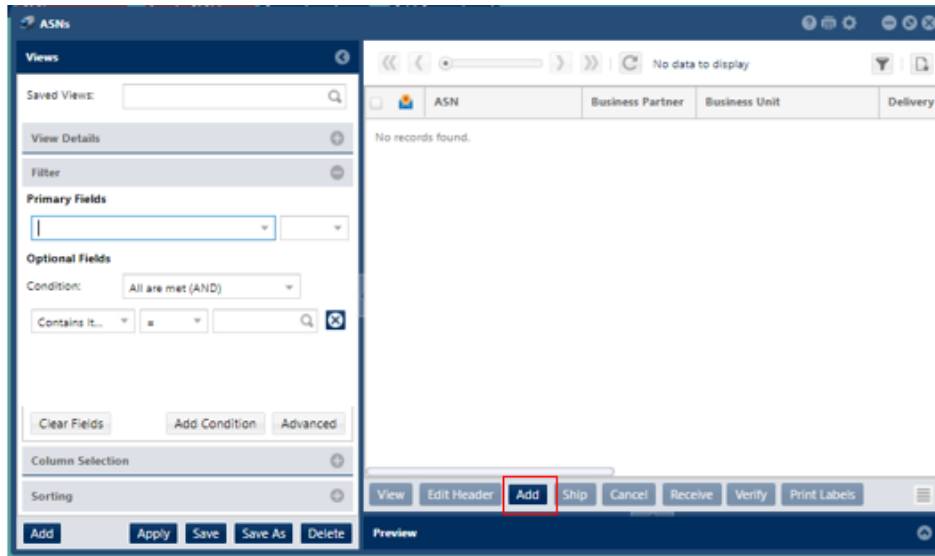 ASNs
Views
Saved Views:
View Details
Filter
Primary Fields
Optional Fields
Condition: All are met (AND)
Contains It... =
Clear Fields Add Condition Advanced
Column Selection
Sorting
Add Apply Save Save As Delete
No data to display
ASN Business Partner Business Unit Delivery
No records found.
View Edit Header Add Ship Cancel Receive Verify Print Labels
Preview